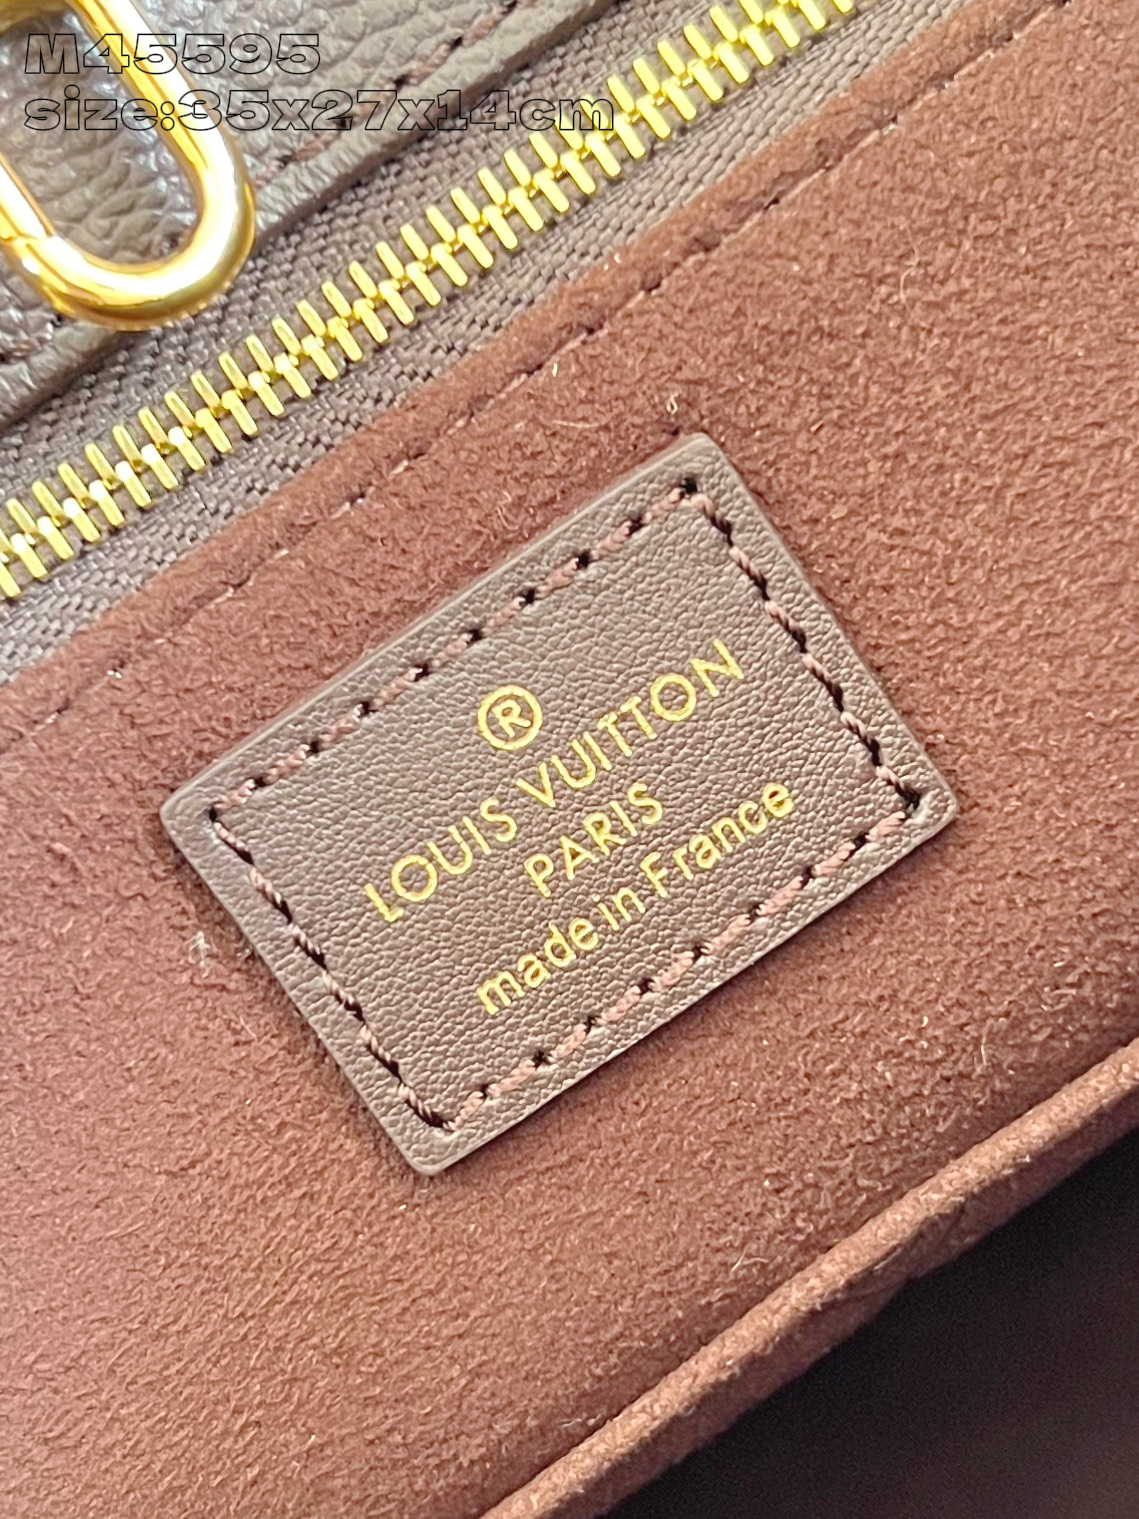 M45595
size:35x27x14cm
®
LOUIS VUITTON
PARIS
made in France